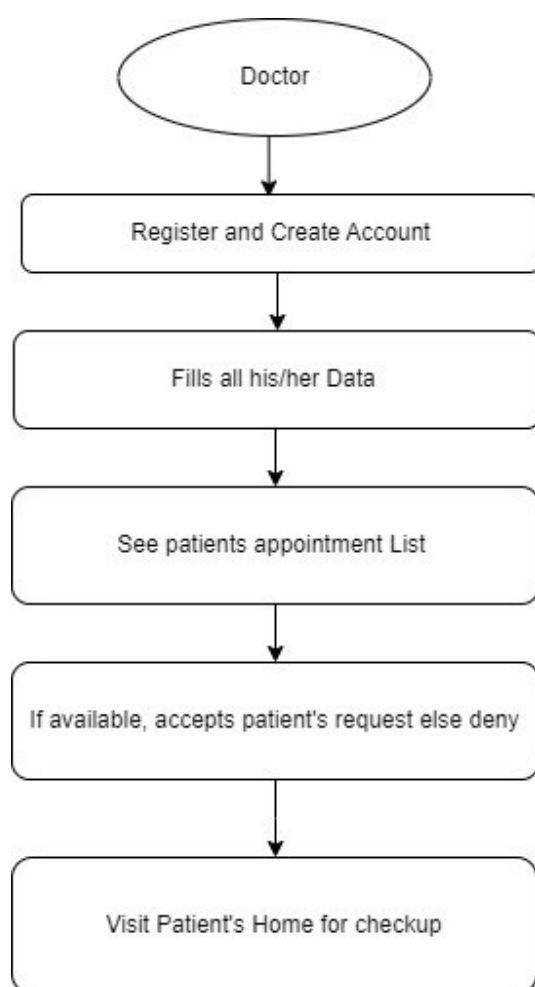 Doctor
Register and Create Account
Fills all his/her Data
See patients appointment List
If available, accepts patient's request else deny
Visit Patient's Home for checkup